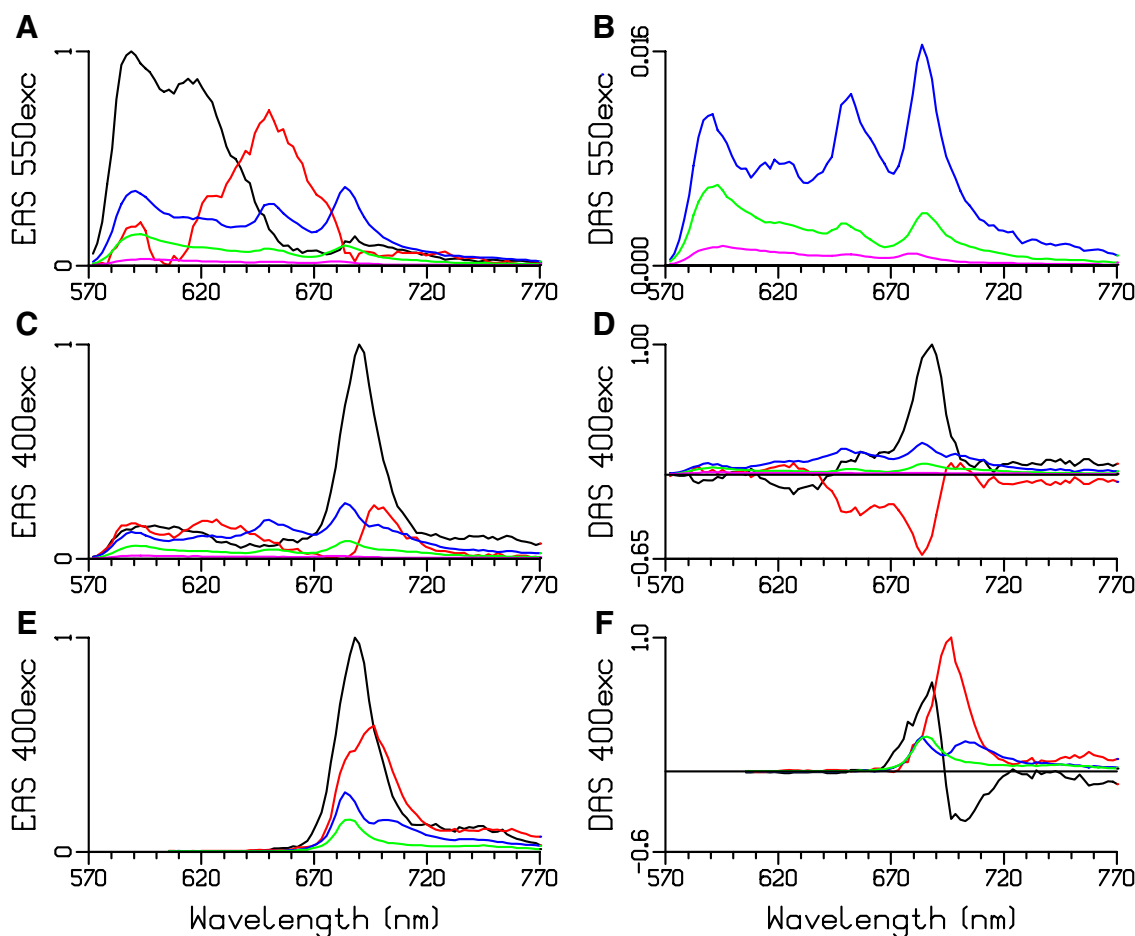 A
EAS 550exc
1
0
570 620 670 720 770
B
DAS 550exc
0.016
0.000
570 620 670 720 770
C
EAS 400exc
1
0
570 620 670 720 770
D
DAS 400exc
1.00
-0.65
570 620 670 720 770
E
EAS 400exc
1
0
570 620 670 720 770
Wavelength (nm)
F
DAS 400exc
1.0
-0.6
570 620 670 720 770
Wavelength (nm)